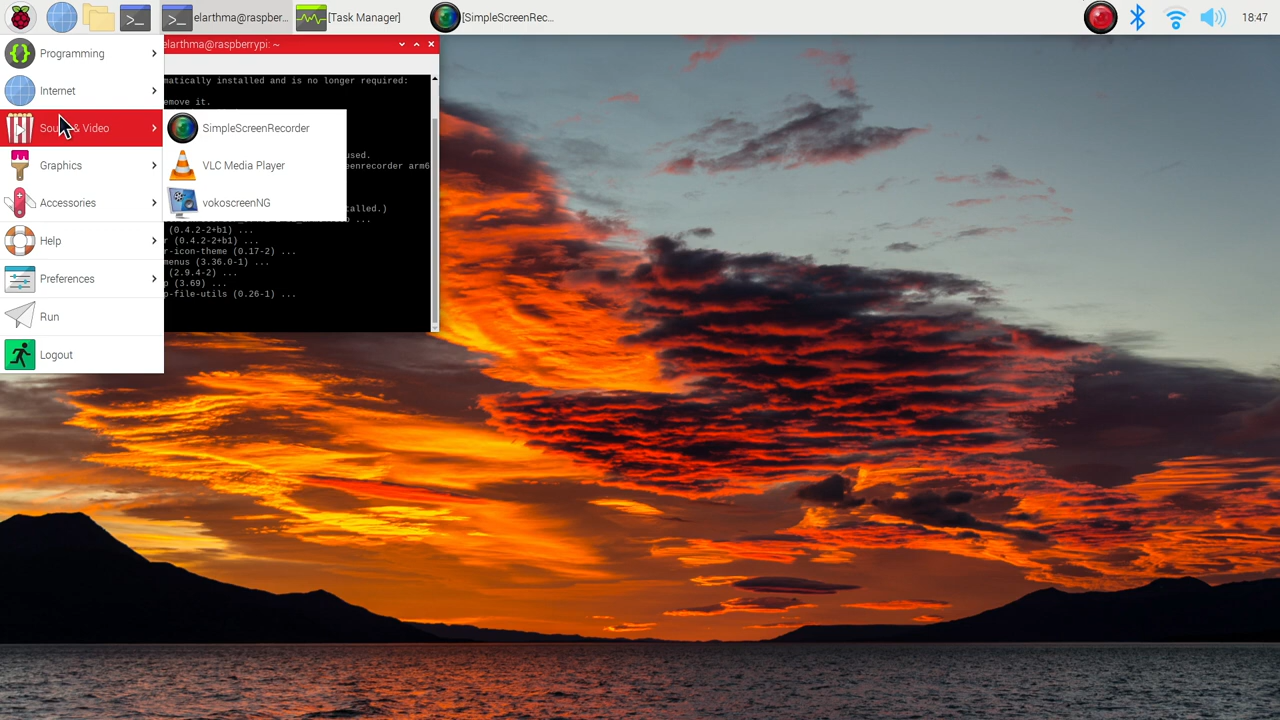 elarthma@raspber...
[Task Manager]
[SimpleScreenRec...
18:47
elarthma@raspberrypi: ~
Programming
Internet
Sound & Video
Graphics
Accessories
Help
Preferences
Run
Logout
SimpleScreenRecorder
VLC Media Player
vokoscreenNG
matically installed and is no longer required:
emove it.
used.
enrecorder arm6
talled.)
(0.4.2-2+b1) ...
r (0.4.2-2+b1) ...
r-icon-theme (0.17-2) ...
menus (3.36.0-1) ...
(2.9.4-2) ...
p (3.69) ...
p-file-utils (0.26-1) ...